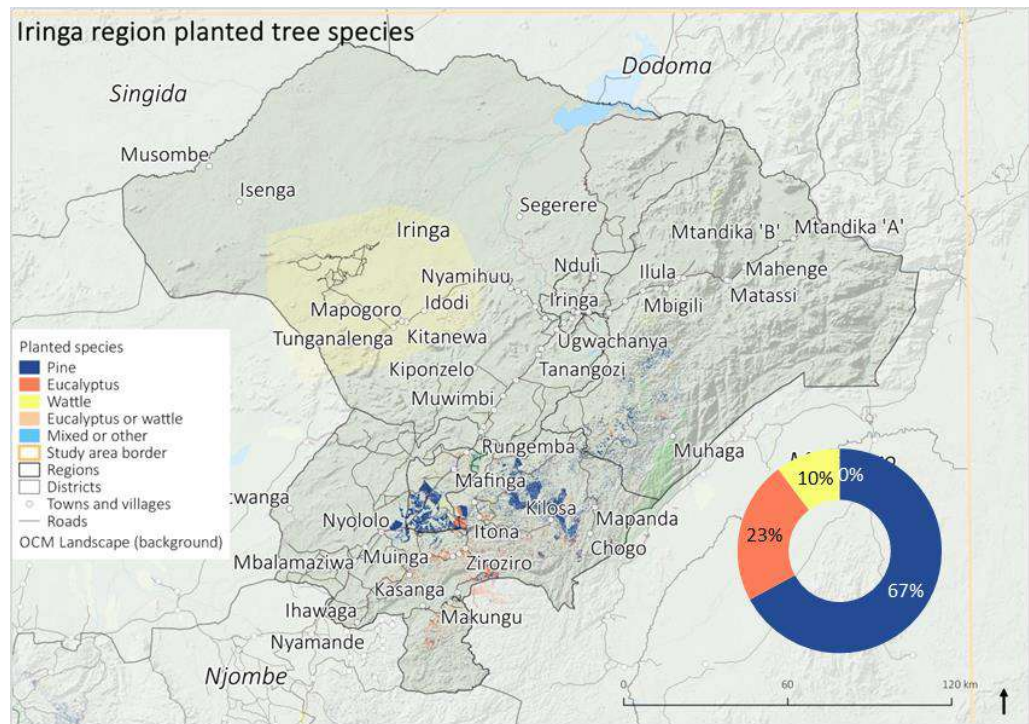 Iringa region planted tree species
Dodoma
Singida
Musombe
Isenga
Segerere
Iringa
Mtandika 'B'
Mtandika 'A'
Nyamihuu
Nduli
Ilula
Mahenge
Mapogoro
Idodi
Iringa
Mbigili
Matassi
Tunganalenga
Kitanewa
Ugwachanya
Kiponzelo
Tanangozi
Muwimbi
Rungemba
Muhaga
Mafinga
twanga
Kilosa
Nyololo
Itona
Mapanda
Mbalamaziwa
Muinga
Ziroziro
Chogo
Kasanga
Ihawaga
Makungu
Nyamande
Njombe
Planted species
Pine
Eucalyptus
Wattle
Eucalyptus or wattle
Mixed or other
Study area border
Regions
Districts
Towns and villages
Roads
OCM Landscape (background)
10%
0%
23%
67%
0
60
120 km